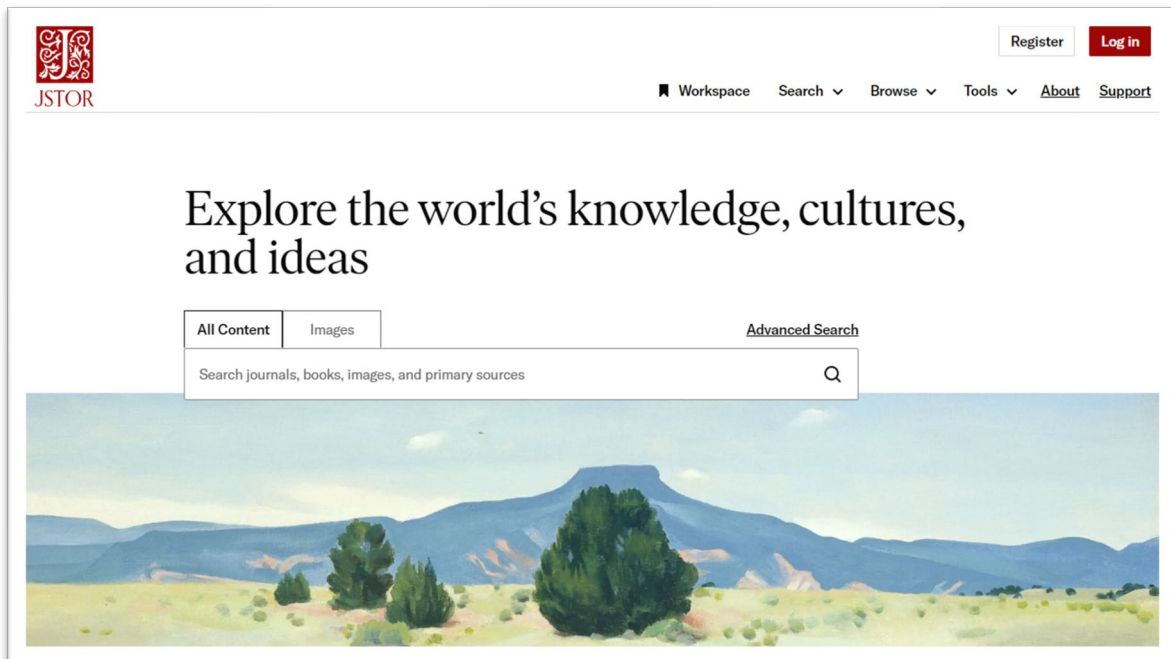 J
JSTOR
Register
Log in
Workspace
Search
Browse
Tools
About
Support
Explore the world’s knowledge, cultures,
and ideas
All Content
Images
Advanced Search
Search journals, books, images, and primary sources